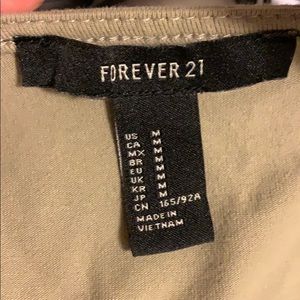 FOREVER 21
US M
CA M
MX M
BR M
EU M
UK M
KR M
JP M
CN 165/92A
MADE IN
VIETNAM